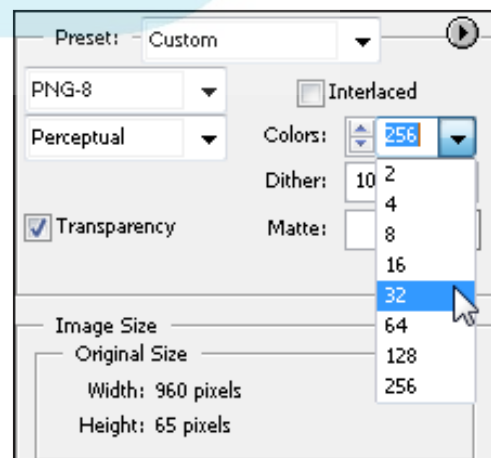 Preset: Custom
PNG-8 Interlaced
Perceptual Colors: 256
Dither: 10
Transparency Matte:
2
4
8
16
32
64
128
256
Image Size
Original Size
Width: 960 pixels
Height: 65 pixels